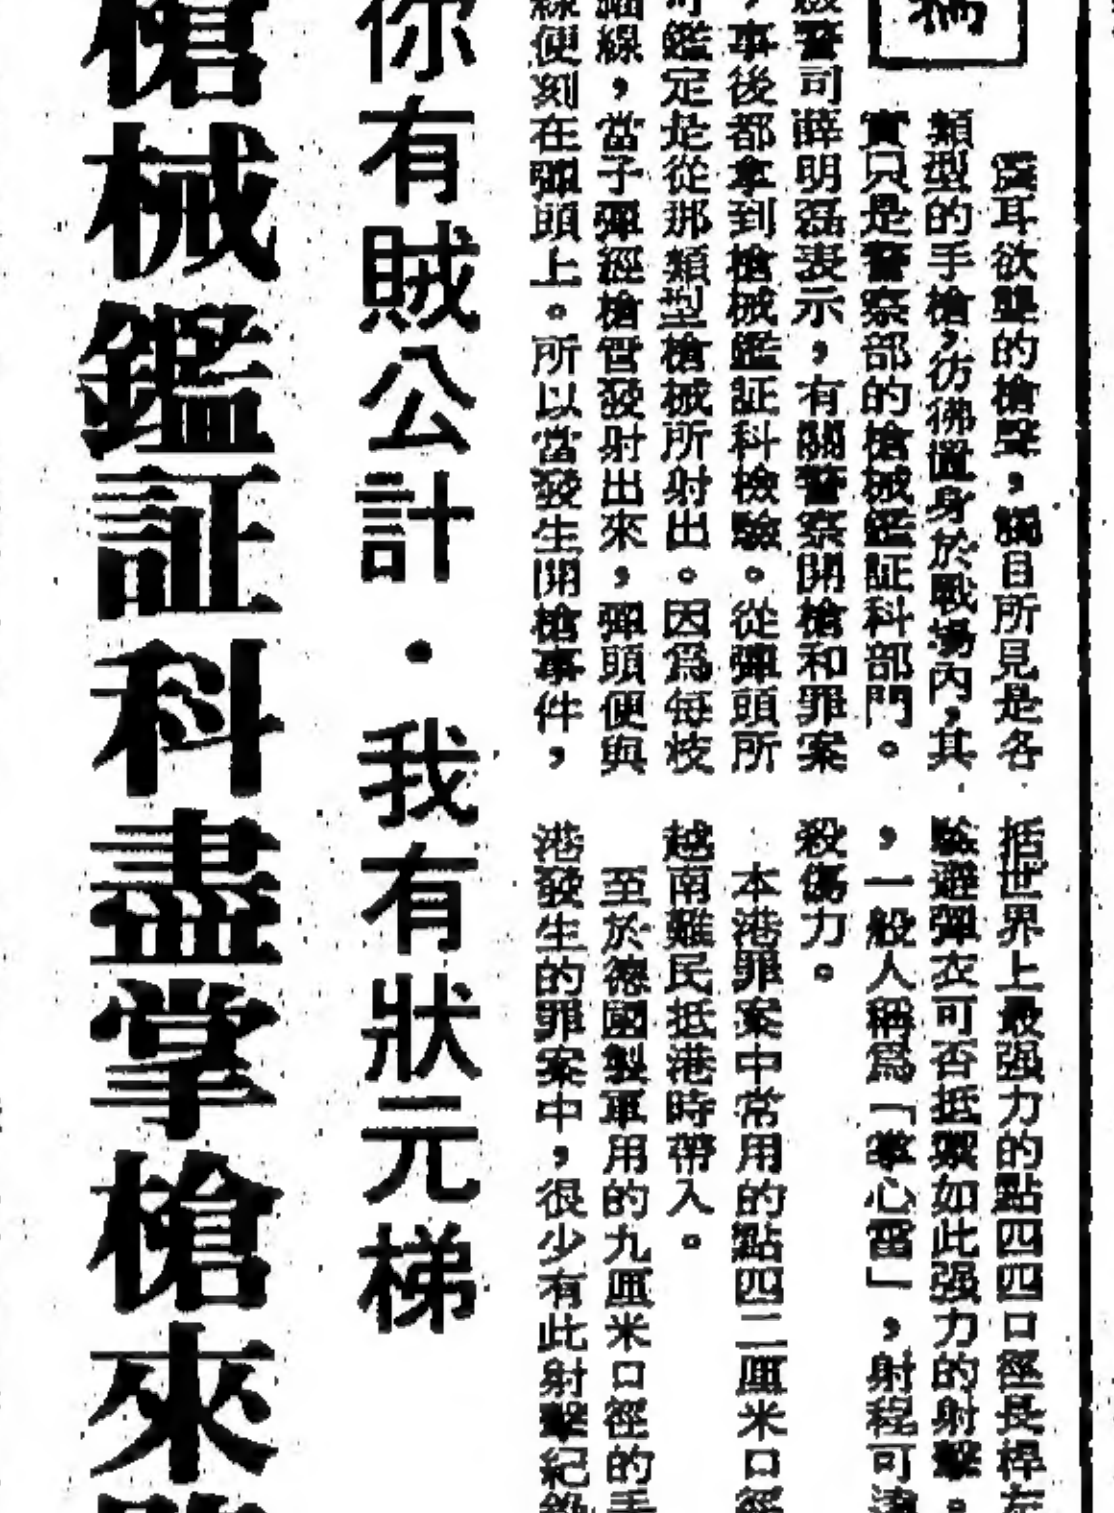 震耳欲聾的槍聲，觸目所見是各
類型的手槍，彷彿置身於戰場內，其
實只是警察部的槍械鑑証科部門。
警司薛明磊表示，有關警察開槍和罪案
，事後都拿到槍械鑑証科檢驗。從彈頭所
鑑定是從那類型槍械所射出。因爲每枝
細線，當子彈經槍管發射出來，彈頭便與
線便刻在彈頭上。所以當發生開槍事件，
括世界上最强力的點四四口徑長桿左
驗避彈衣可否抵禦如此强力的射擊。
，一般人稱爲「掌心雷」，射程可達
殺傷力。
本港罪案中常用的點四二厘米口徑
越南難民抵港時帶入。
至於德國製軍用的九厘米口徑的手
港發生的罪案中，很少有此射擊紀錄
你有賊公計・我有狀元梯
槍械鑑証科盡掌槍來